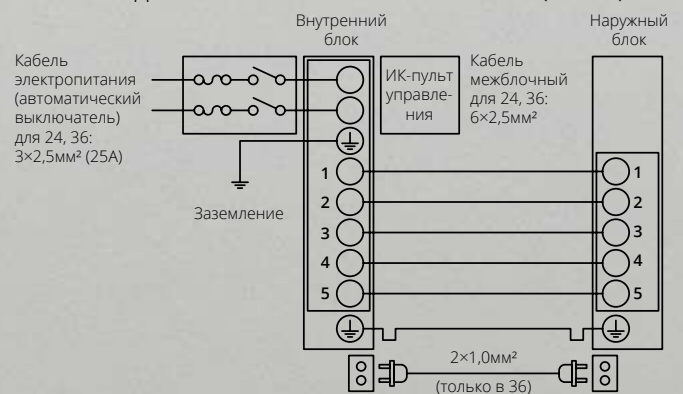 Внутренний
блок
Наружный
блок
Кабель
электропитания
(автоматический
выключатель)
для 24, 36:
3×2,5мм² (25А)
ИК-пульт
управле-
ния
Кабель
межблочный
для 24, 36:
6×2,5мм²
Заземление
1
2
3
4
5
1
2
3
4
5
2×1,0мм²
(только в 36)